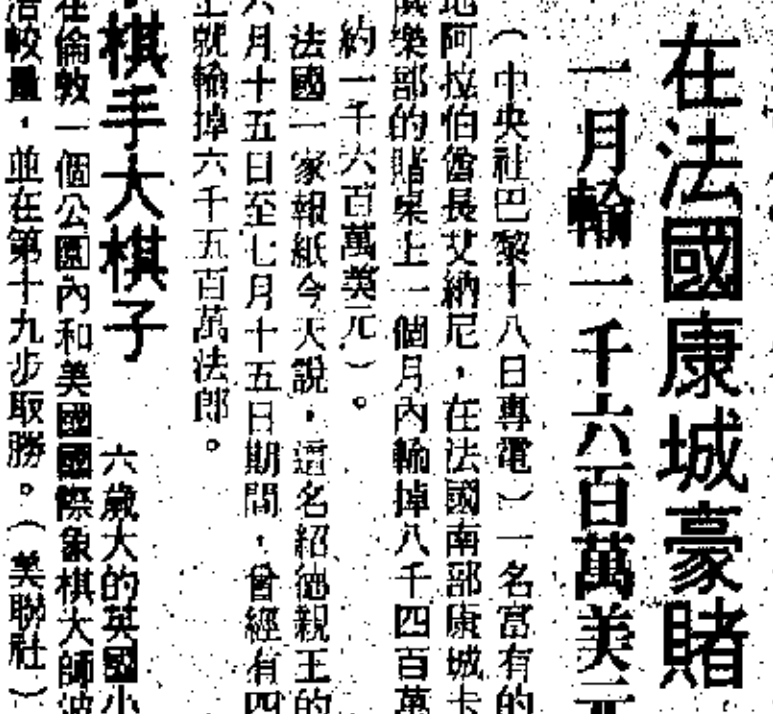 在法國康城豪賭
一月輸一千六百萬美元
（中央社巴黎十八日專電）一名富有的
地阿拉伯酋長艾納尼，在法國南部康城卡
俱樂部的賭桌上一個月內輸掉八千四百萬
約一千六百萬美元）。
法國一家報紙今天說，這名紹德親王的
六月十五日至七月十五日期間，曾經有四
上就輸掉六千五百萬法郎。
棋手大棋子
六歲大的英國小
在倫敦一個公園內和美國國際象棋大師波
浩較量，並在第十九步取勝。（美聯社）